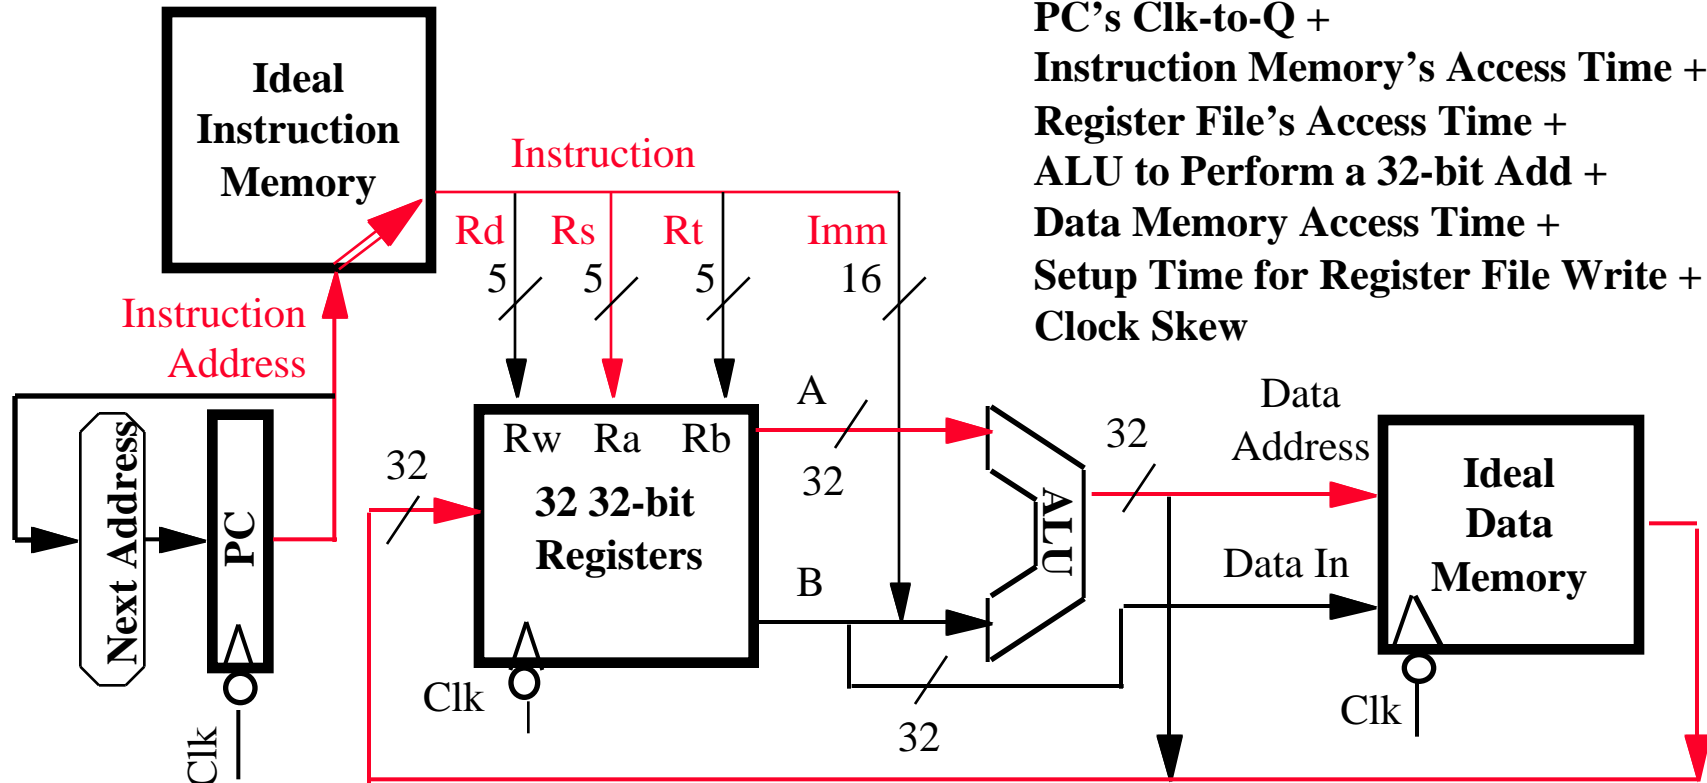 PC's Clk-to-Q +
Instruction Memory's Access Time +
Register File's Access Time +
ALU to Perform a 32-bit Add +
Data Memory Access Time +
Setup Time for Register File Write +
Clock Skew
Ideal
Instruction
Memory
Instruction
Rd
Rs
Rt
Imm
5
5
5
16
Instruction
Address
Next Address
PC
Clk
32
Rw
Ra
Rb
32 32-bit
Registers
Clk
A
32
B
32
ALU
32
Data
Address
Data In
Ideal
Data
Memory
Clk